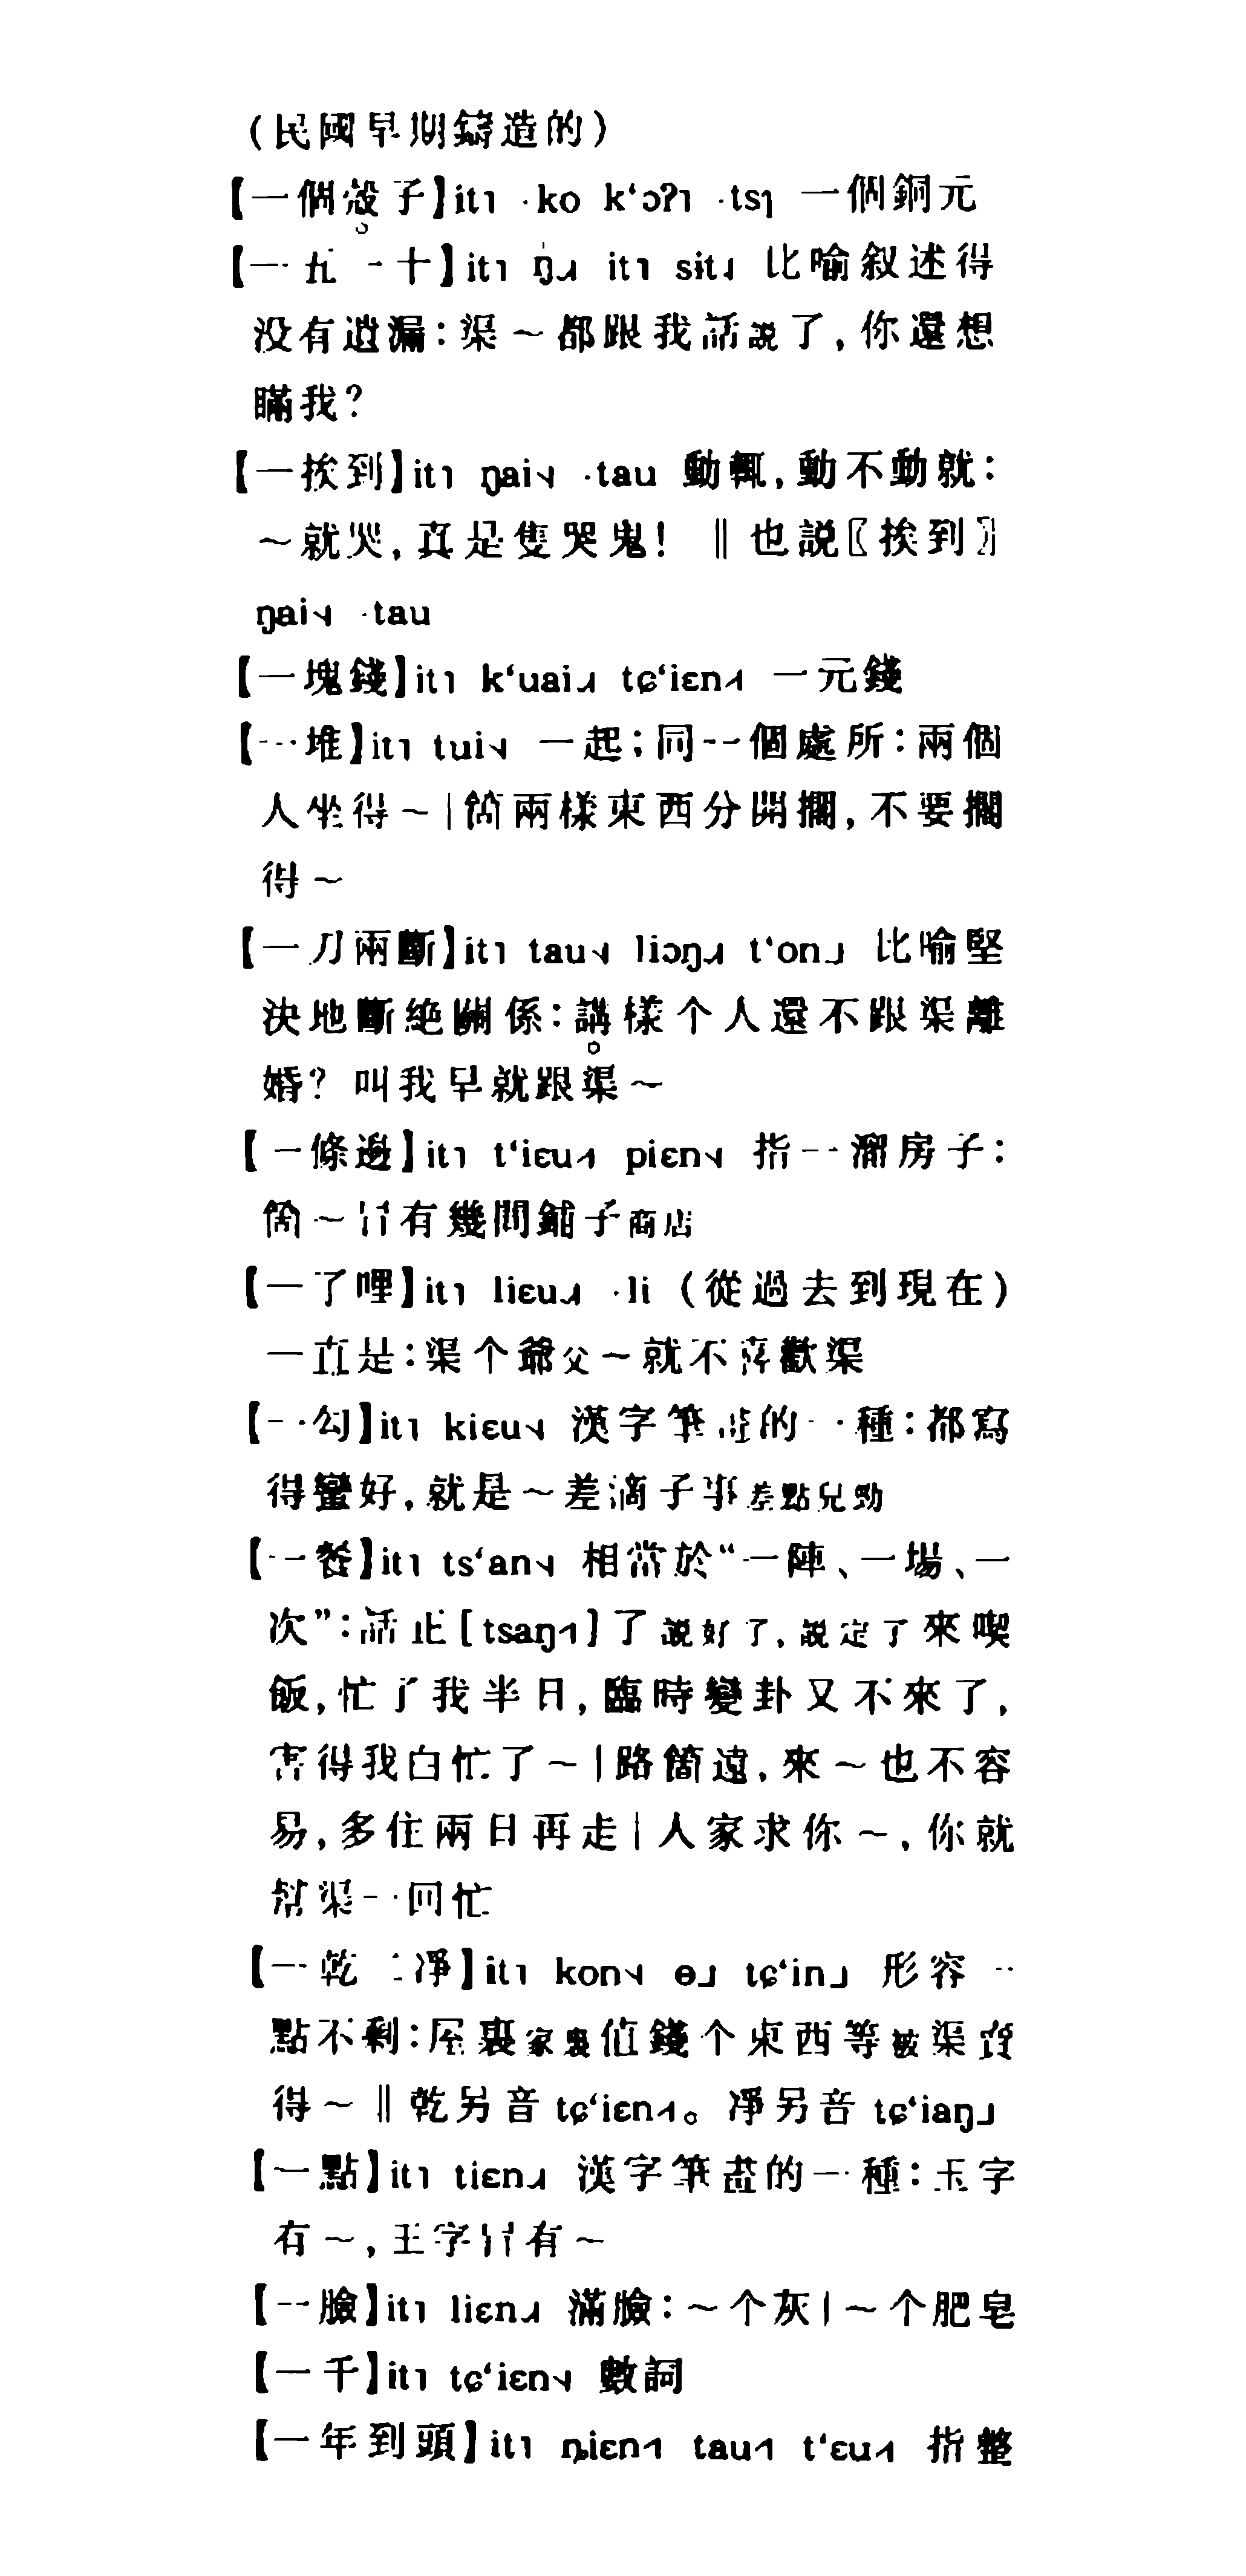 （民國早期鑄造的）
【一個殼子】it˥ ·ko k‘ɔʔ˥ ·tsʅ 一個銅元
【一五一十】it˥ ŋ̍ it˥ sit 比喻叙述得
没有遺漏：渠～都跟我話説了，你還想
瞞我？
【一挨到】it˥ ŋai ·tau 動輒，動不動就：
～就哭，真是隻哭鬼！‖也説〖挨到〗
ŋai ·tau
【一塊錢】it˥ k‘uai tɕ‘iɛn 一元錢
【一堆】it˥ tui 一起；同一個處所：兩個
人坐得～｜箇兩樣東西分開擱，不要擱
得～
【一刀兩斷】it˥ tau liɔŋ t‘on˩ 比喻堅
決地斷絶關係：講樣个人還不跟渠離
婚？叫我早就跟渠～
【一條邊】it˥ t‘iɛu piɛn 指一溜房子：
箇～冇有幾間鋪子商店
【一了哩】it˥ liɛu ·li（從過去到現在）
一直是：渠个爺父～就不喜歡渠
【一勾】it˥ kiɛu 漢字筆畫的一種：都寫
得蠻好，就是～差滴子事差點兒勁
【一餐】it˥ ts‘an 相當於“一陣、一場、一
次”：話正［tsaŋ］了説好了，説定了來喫
飯，忙了我半日，臨時變卦又不來了，
害得我白忙了～｜路箇遠，來～也不容
易，多住兩日再走｜人家求你～，你就
幫渠一回忙
【一乾二凈】it˥ kon ɵ˩ tɕ‘in˩ 形容一
點不剩：屋裏家裏值錢个東西等被渠賣
得～‖乾另音 tɕ‘iɛn。凈另音 tɕ‘iaŋ˩
【一點】it˥ tiɛn 漢字筆畫的一種：玉字
有～，王字冇有～
【一臉】it˥ liɛn 滿臉：～个灰｜～个肥皂
【一千】it˥ tɕ‘iɛn 數詞
【一年到頭】it˥ ȵiɛn tau t‘ɛu 指整